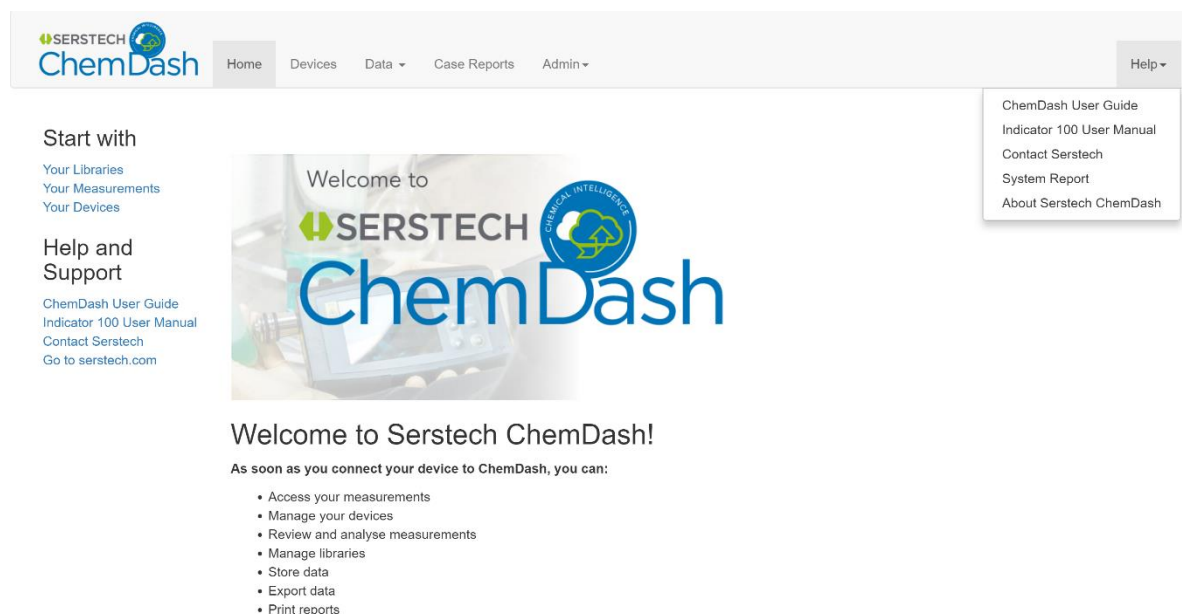 SERSTECH
ChemDash
Home Devices Data Case Reports Admin Help
ChemDash User Guide
Indicator 100 User Manual
Contact Serstech
System Report
About Serstech ChemDash
Start with
Your Libraries
Your Measurements
Your Devices
Help and
Support
ChemDash User Guide
Indicator 100 User Manual
Contact Serstech
Go to serstech.com
Welcome to
SERSTECH
CHEMICAL INTELLIGENCE
ChemDash
Welcome to Serstech ChemDash!
As soon as you connect your device to ChemDash, you can:
• Access your measurements
• Manage your devices
• Review and analyse measurements
• Manage libraries
• Store data
• Export data
• Print reports